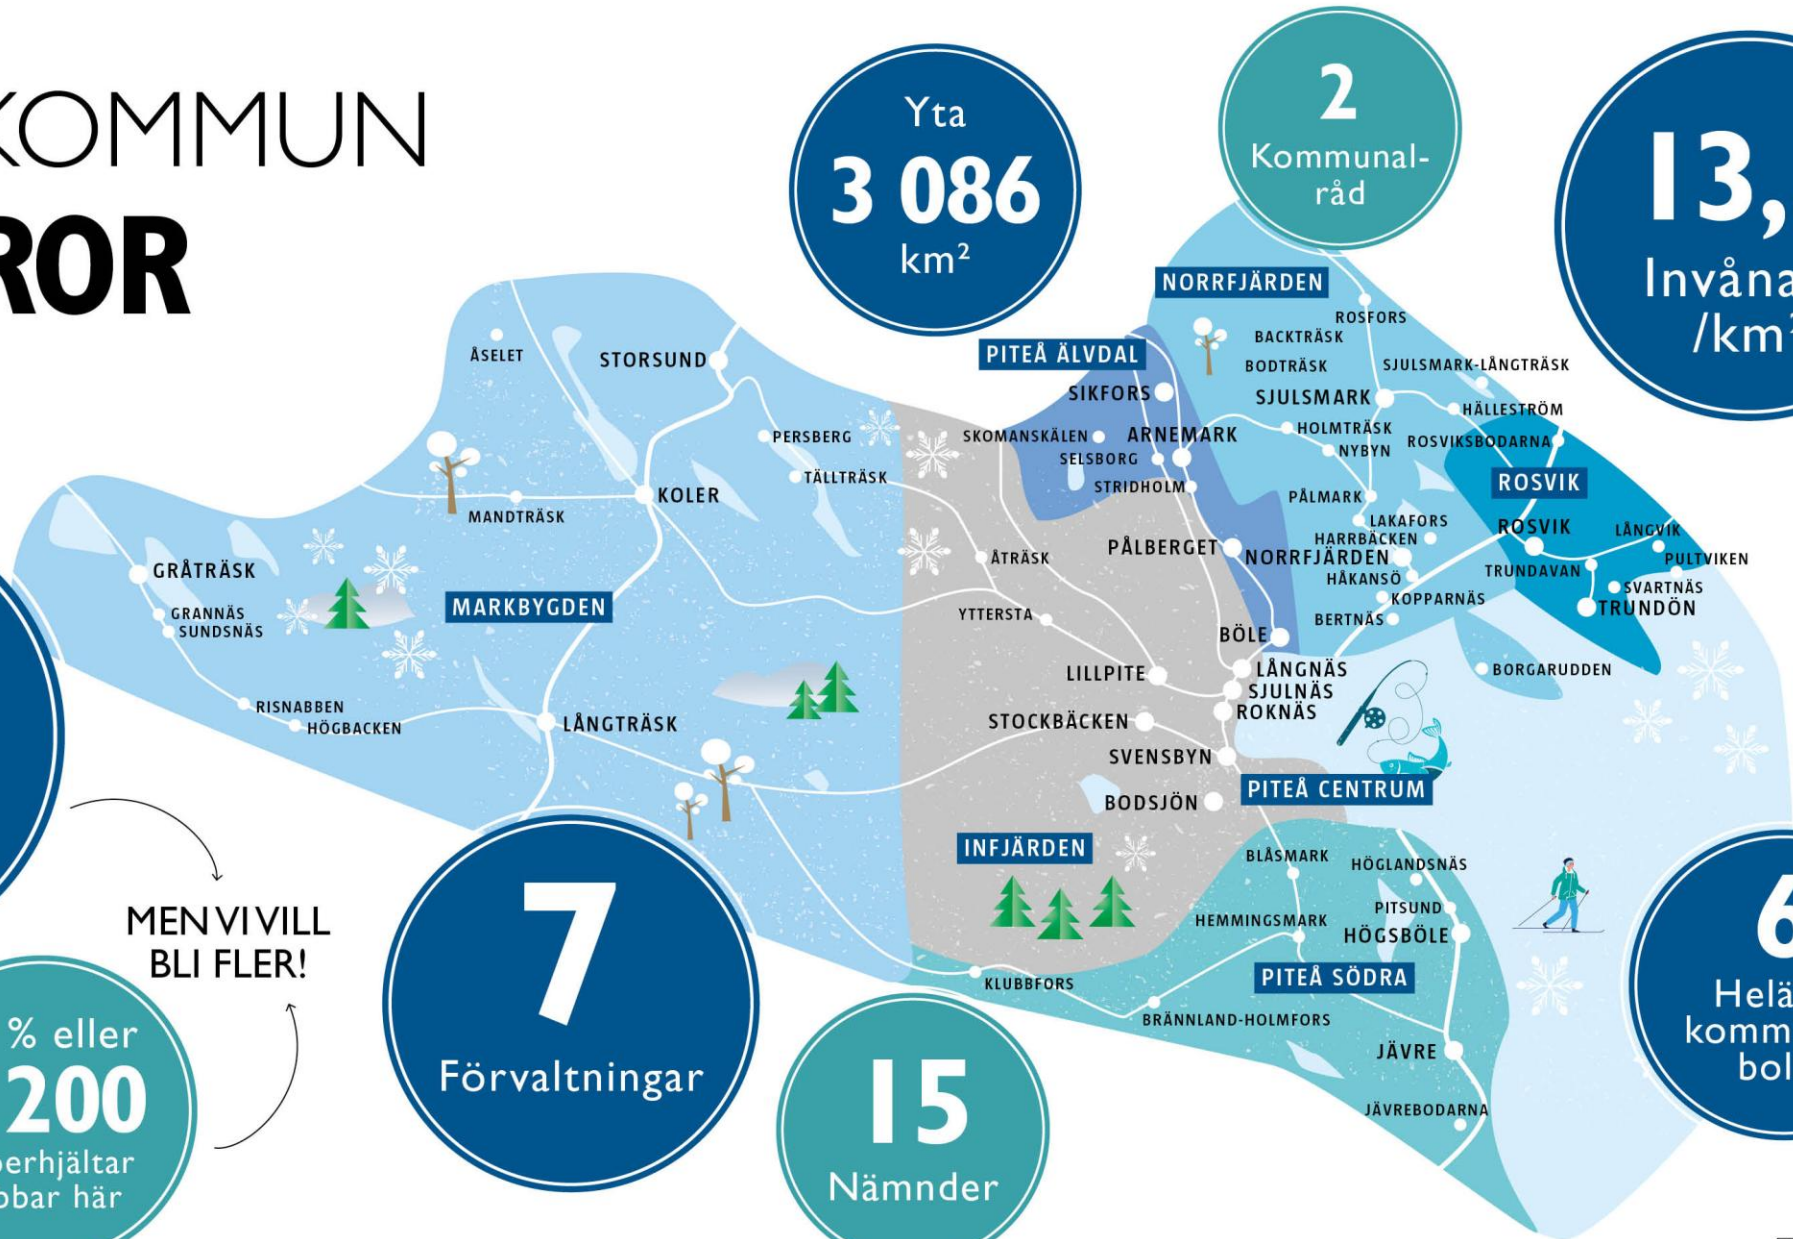 KOMMUN
ROR
Yta
3 086
km²
2
Kommunal-
råd
13,
Invåna
/km²
NORRFJÄRDEN
ROSFORS
BACKTRÄSK
BODTRÄSK
SJULSMARK-LÅNGTRÄSK
PITEÅ ÄLVDAL
SIKFORS
SJULSMARK
HÄLLESTRÖM
ÅSELET
STORSUND
PERSBERG
TÄLLTRÄSK
SKOMANSKÄLEN
ARNEMARK
SELSBORG
STRIDHOLM
HOLMTRÄSK
NYBYN
ROSVIKSBODARNA
ROSVIK
KOLER
MANDTRÄSK
PÅLMARK
LAKAFORS
HARRBÄCKEN
ROSVIK
LÅNGVIK
PÅLBERGET
NORRFJÄRDEN
HÅKANSÖ
TRUNDAVAN
PULTVIKEN
SVARTNÄS
TRUNDÖN
KOPPARNÄS
BERTNÄS
GRÅTRÄSK
GRANNÄS
SUNDSNÄS
MARKBYGDEN
ÅTRÄSK
YTTERSTA
BÖLE
LILLPITE
LÅNGNÄS
SJULNÄS
ROKNÄS
BORGARUDDEN
RISNABBEN
HÖGBACKEN
LÅNGTRÄSK
STOCKBÄCKEN
SVENSBYN
BODSJÖN
PITEÅ CENTRUM
INFJÄRDEN
BLÅSMARK
HÖGLANDSNÄS
HEMMINGSMARK
PITSUND
HÖGSBÖLE
PITEÅ SÖDRA
KLUBBFORS
BRÄNNLAND-HOLMFORS
JÄVRE
JÄVREBODARNA
MEN VI VILL
BLI FLER!
% eller
200
erhjältar
bbar här
7
Förvaltningar
15
Nämnder
6
Helä
komm
bol